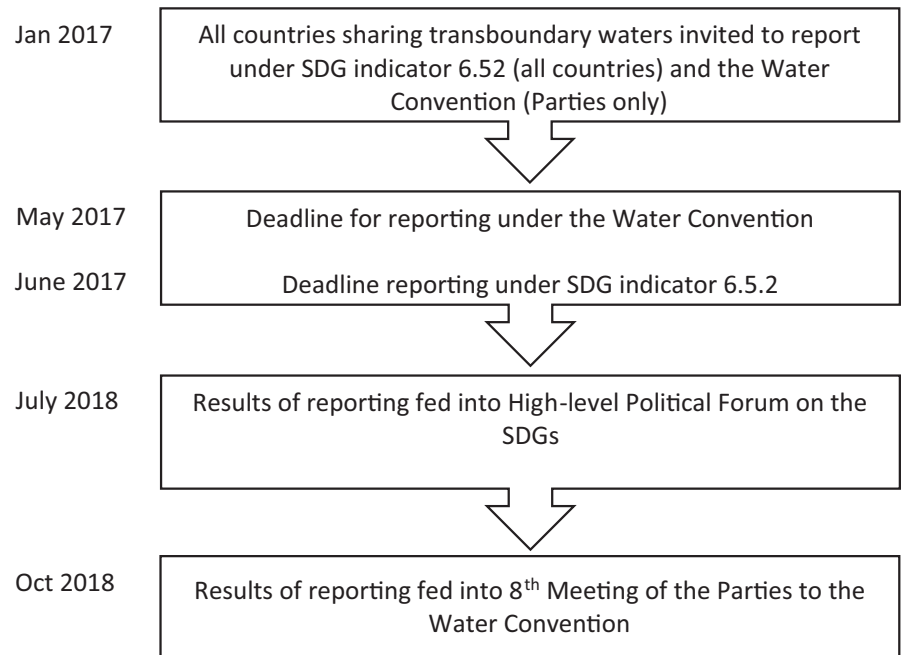 Jan 2017
All countries sharing transboundary waters invited to report
under SDG indicator 6.52 (all countries) and the Water
Convention (Parties only)
May 2017
Deadline for reporting under the Water Convention
June 2017
Deadline reporting under SDG indicator 6.5.2
July 2018
Results of reporting fed into High-level Political Forum on the
SDGs
Oct 2018
Results of reporting fed into 8th Meeting of the Parties to the
Water Convention